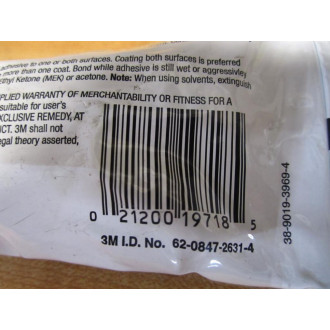 adhesive to one or both surfaces. Coating both surfaces is preferred
more than one coat. Bond while adhesive is still wet or aggressively
Ethyl Ketone (MEK) or acetone. Note: When using solvents, extinguish
PLIED WARRANTY OF MERCHANTABILITY OR FITNESS FOR A
suitable for user's
EXCLUSIVE REMEDY, AT
CT. 3M shall not
egal theory asserted,
0 21200 19718 5
3M I.D. No. 62-0847-2631-4
38-9019-3969-4